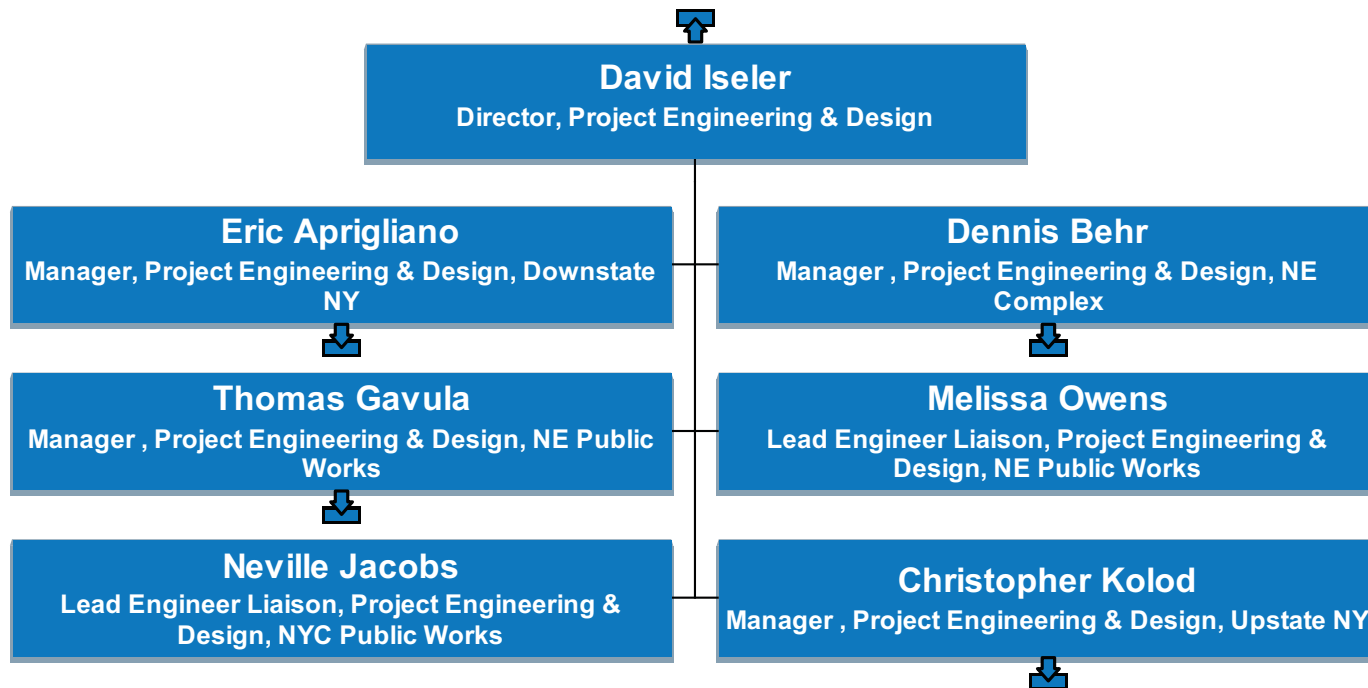 David Iseler
Director, Project Engineering & Design
Eric Aprigliano
Manager, Project Engineering & Design, Downstate
NY
Dennis Behr
Manager , Project Engineering & Design, NE
Complex
Thomas Gavula
Manager , Project Engineering & Design, NE Public
Works
Melissa Owens
Lead Engineer Liaison, Project Engineering &
Design, NE Public Works
Neville Jacobs
Lead Engineer Liaison, Project Engineering &
Design, NYC Public Works
Christopher Kolod
Manager , Project Engineering & Design, Upstate NY